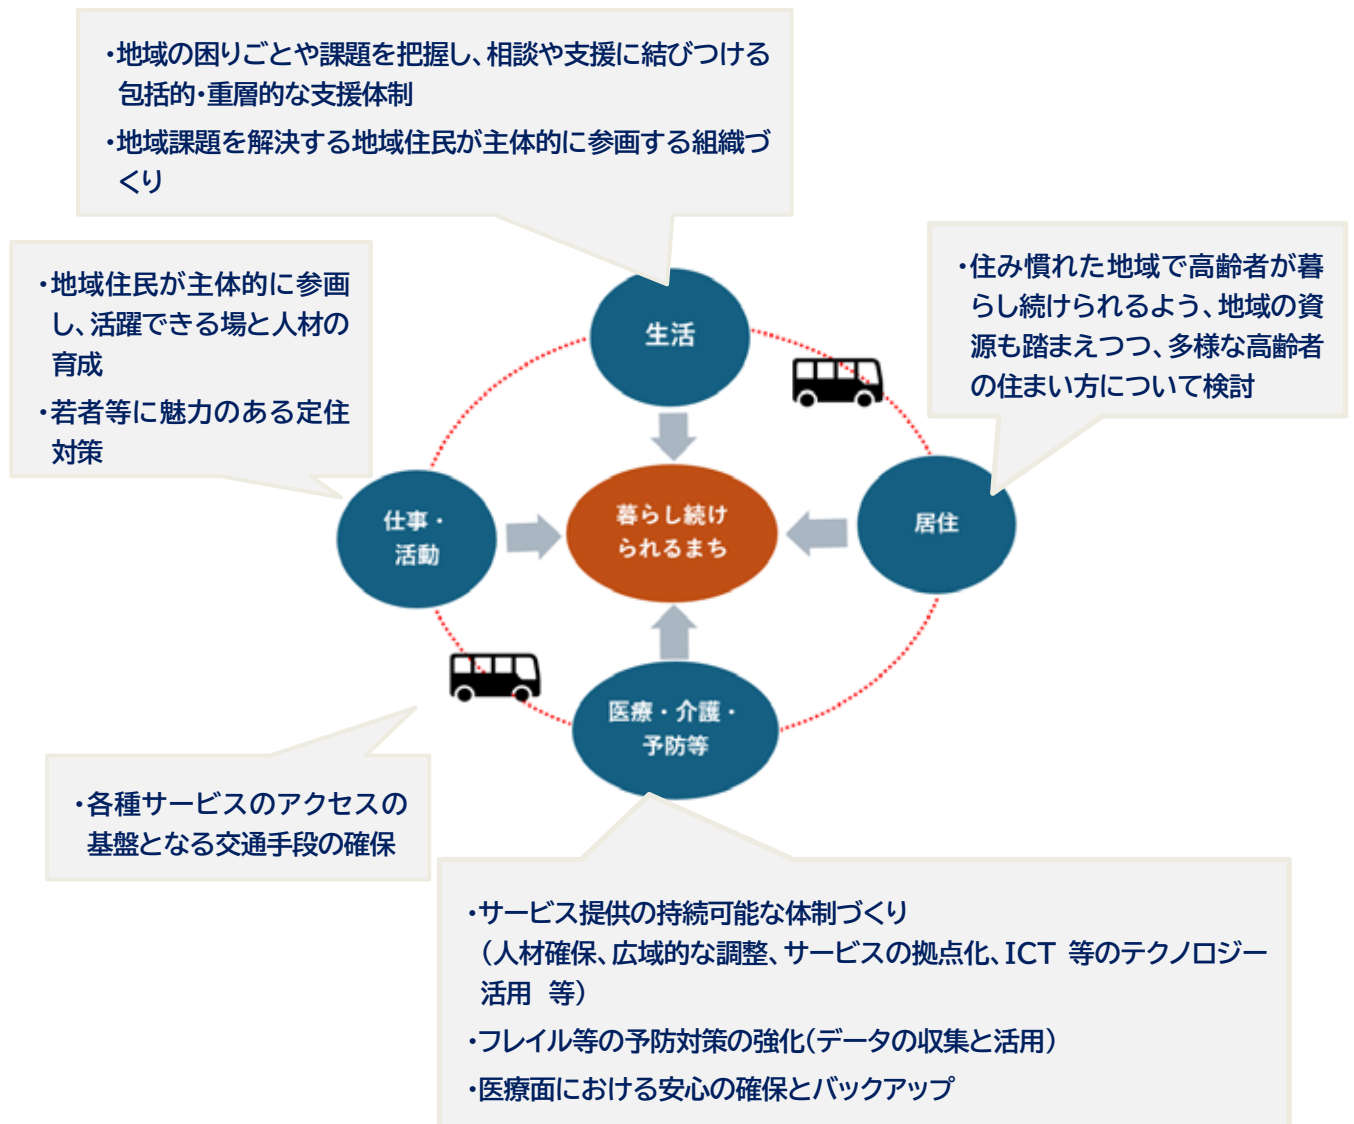 ・地域の困りごとや課題を把握し、相談や支援に結びつける
包括的・重層的な支援体制
・地域課題を解決する地域住民が主体的に参画する組織づ
くり
・地域住民が主体的に参画
し、活躍できる場と人材の
育成
・若者等に魅力のある定住
対策
・住み慣れた地域で高齢者が暮
らし続けられるよう、地域の資
源も踏まえつつ、多様な高齢者
の住まい方について検討
生活
仕事・
活動
暮らし続け
られるまち
居住
医療・介護・
予防等
・各種サービスのアクセスの
基盤となる交通手段の確保
・サービス提供の持続可能な体制づくり
（人材確保、広域的な調整、サービスの拠点化、ICT 等のテクノロジー
活用 等）
・フレイル等の予防対策の強化（データの収集と活用）
・医療面における安心の確保とバックアップ